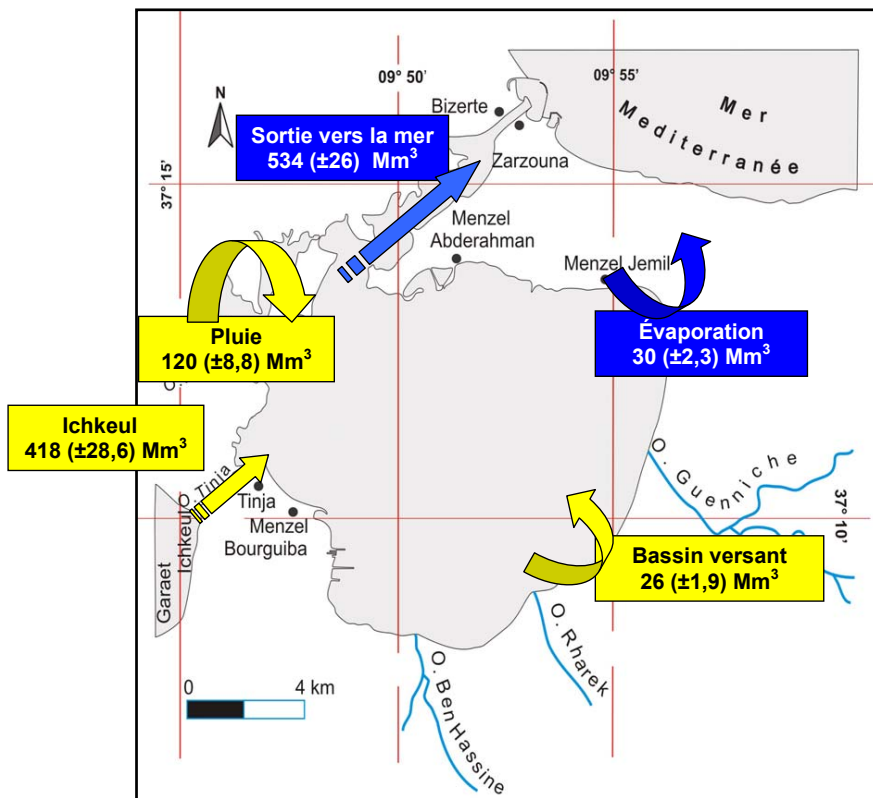 09° 50’
09° 55’
N
Bizerte
Mer
Mediterranée
Sortie vers la mer
534 (±26) Mm³
Zarzouna
37° 15’
Menzel
Abderahman
Menzel Jemil
Pluie
120 (±8,8) Mm³
Évaporation
30 (±2,3) Mm³
Ichkeul
418 (±28,6) Mm³
O. Tinja
O. Guenniche
Tinja
37° 10’
Menzel
Bourguiba
Garaet
Ichkeul
Bassin versant
26 (±1,9) Mm³
O. Rharek
O. Ben Hassine
0
4 km